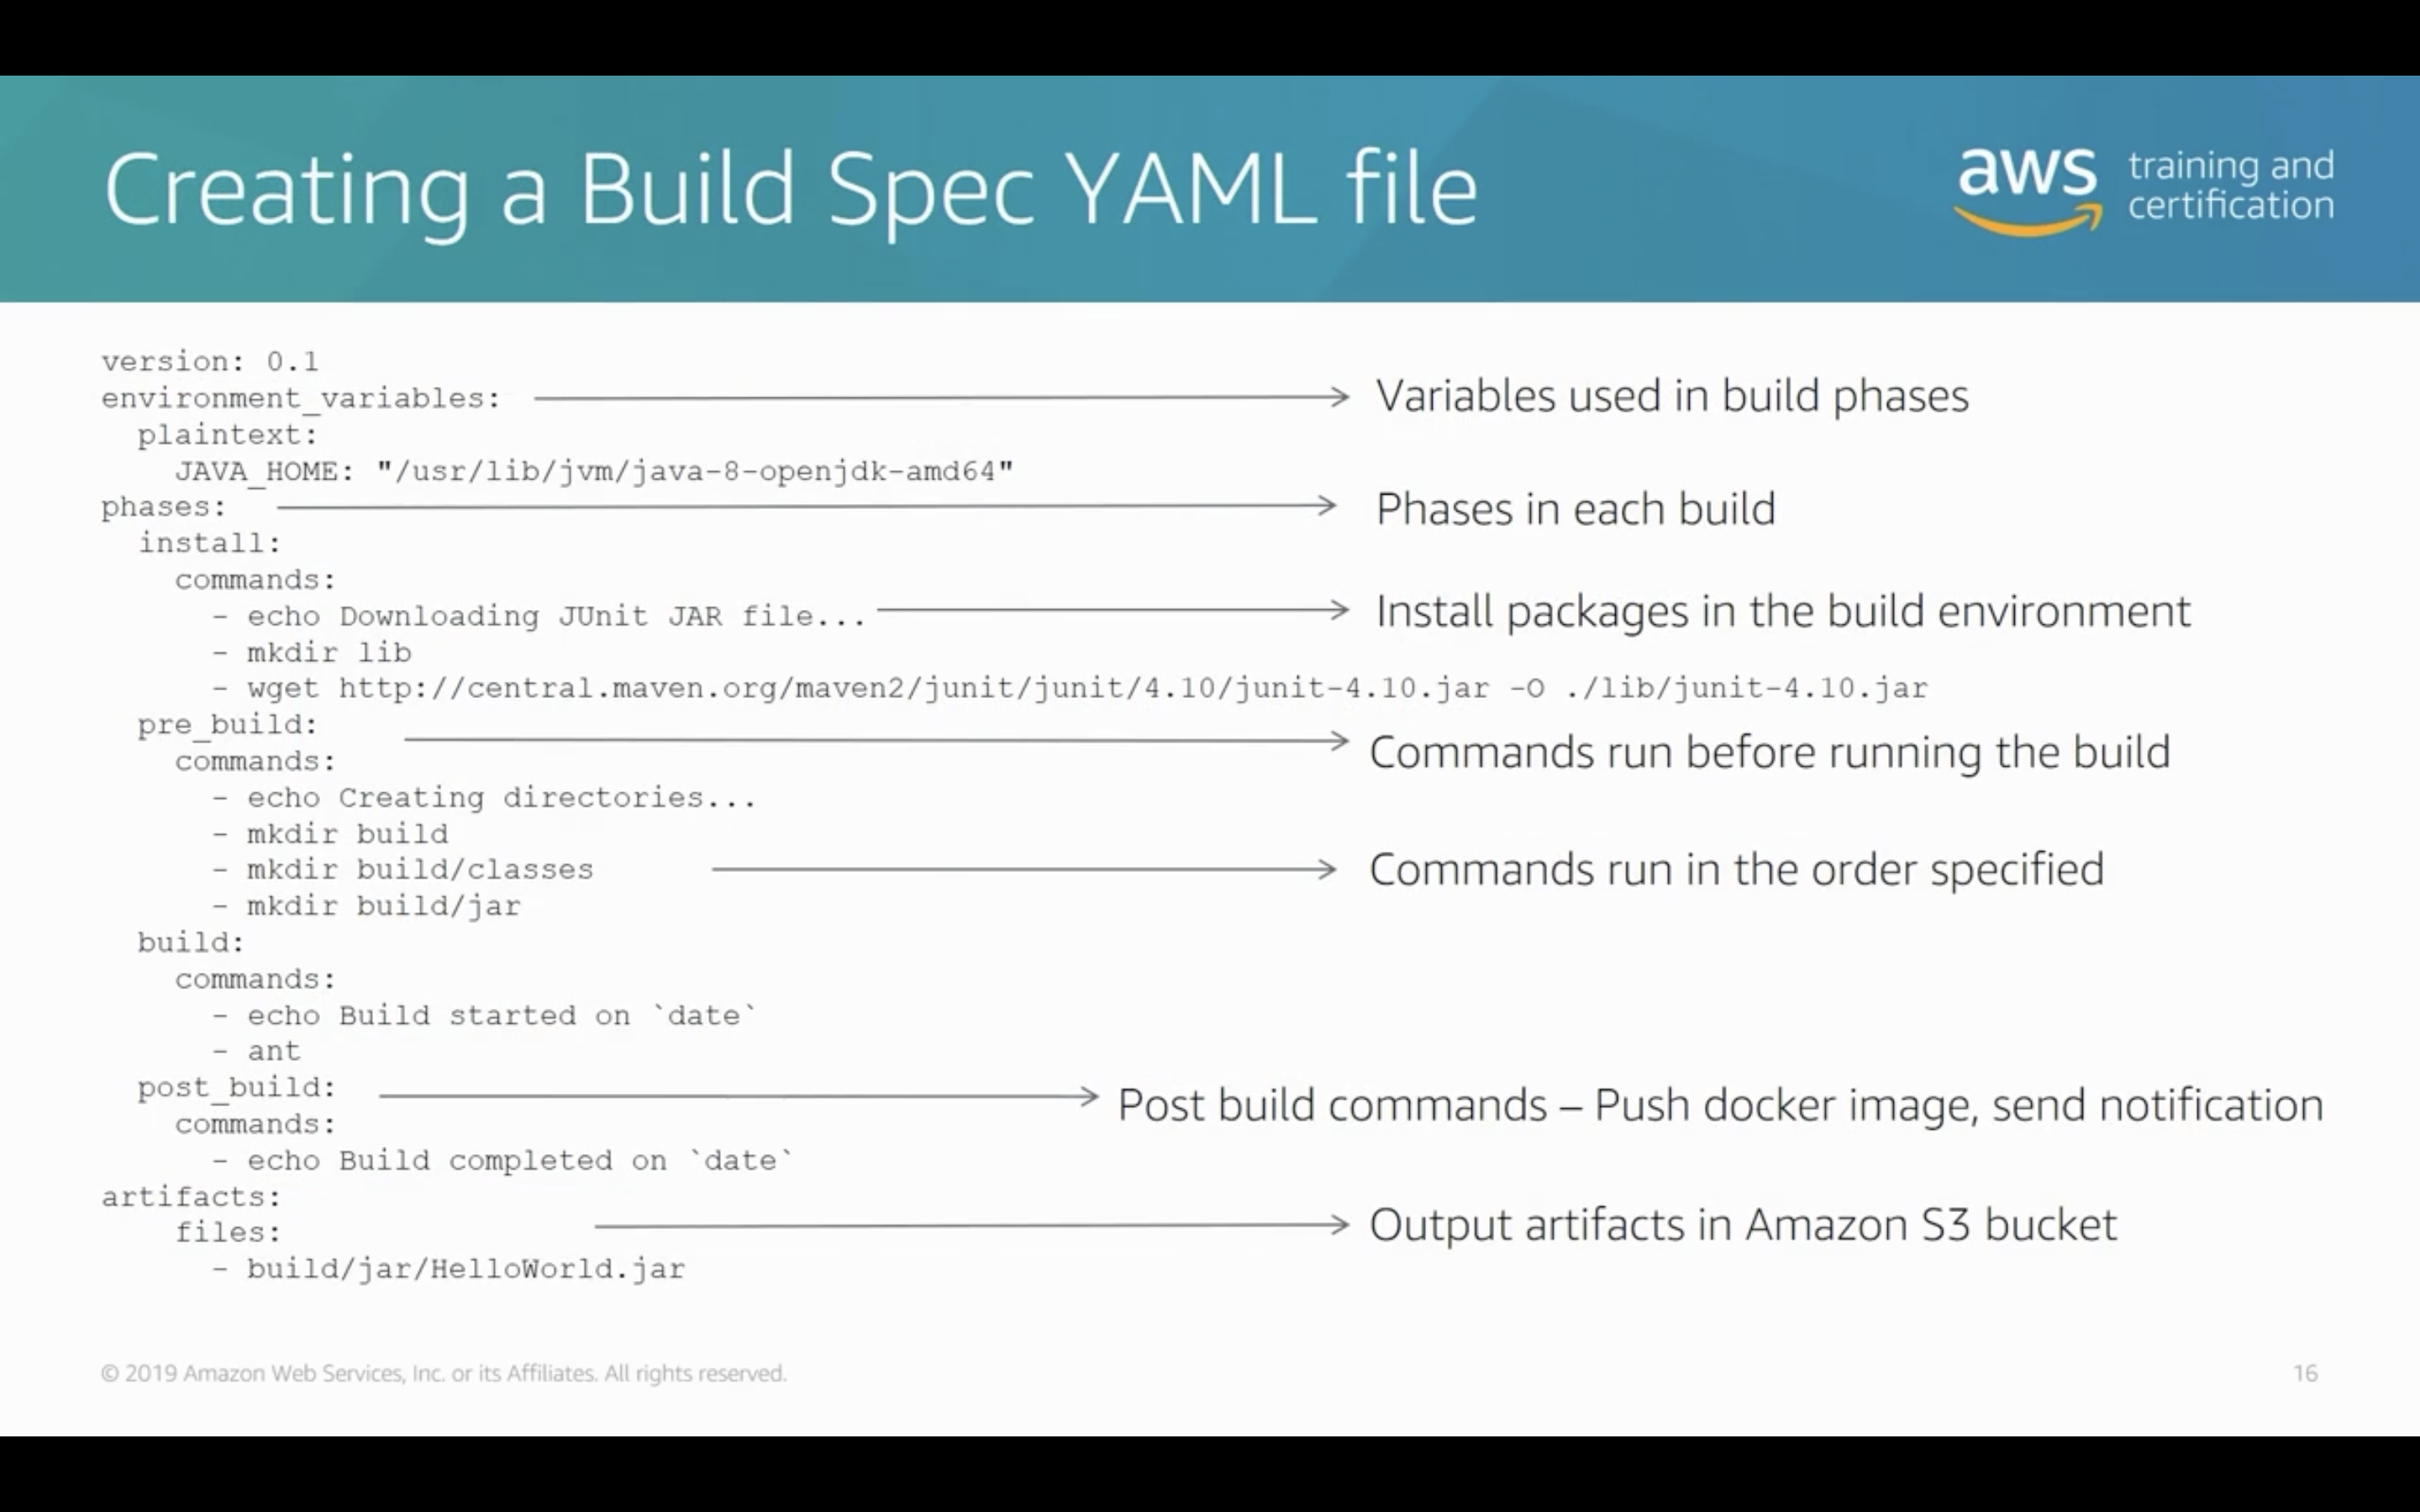 Creating a Build Spec YAML file
aws training and
certification
version: 0.1
environment_variables:
Variables used in build phases
plaintext:
JAVA_HOME: "/usr/lib/jvm/java-8-openjdk-amd64"
phases:
Phases in each build
install:
commands:
- echo Downloading JUnit JAR file...
Install packages in the build environment
- mkdir lib
- wget http://central.maven.org/maven2/junit/junit/4.10/junit-4.10.jar -O ./lib/junit-4.10.jar
pre_build:
Commands run before running the build
commands:
- echo Creating directories...
- mkdir build
- mkdir build/classes
Commands run in the order specified
- mkdir build/jar
build:
commands:
- echo Build started on `date`
- ant
post_build:
Post build commands – Push docker image, send notification
commands:
- echo Build completed on `date`
artifacts:
files:
Output artifacts in Amazon S3 bucket
- build/jar/HelloWorld.jar
© 2019 Amazon Web Services, Inc. or its Affiliates. All rights reserved.
16